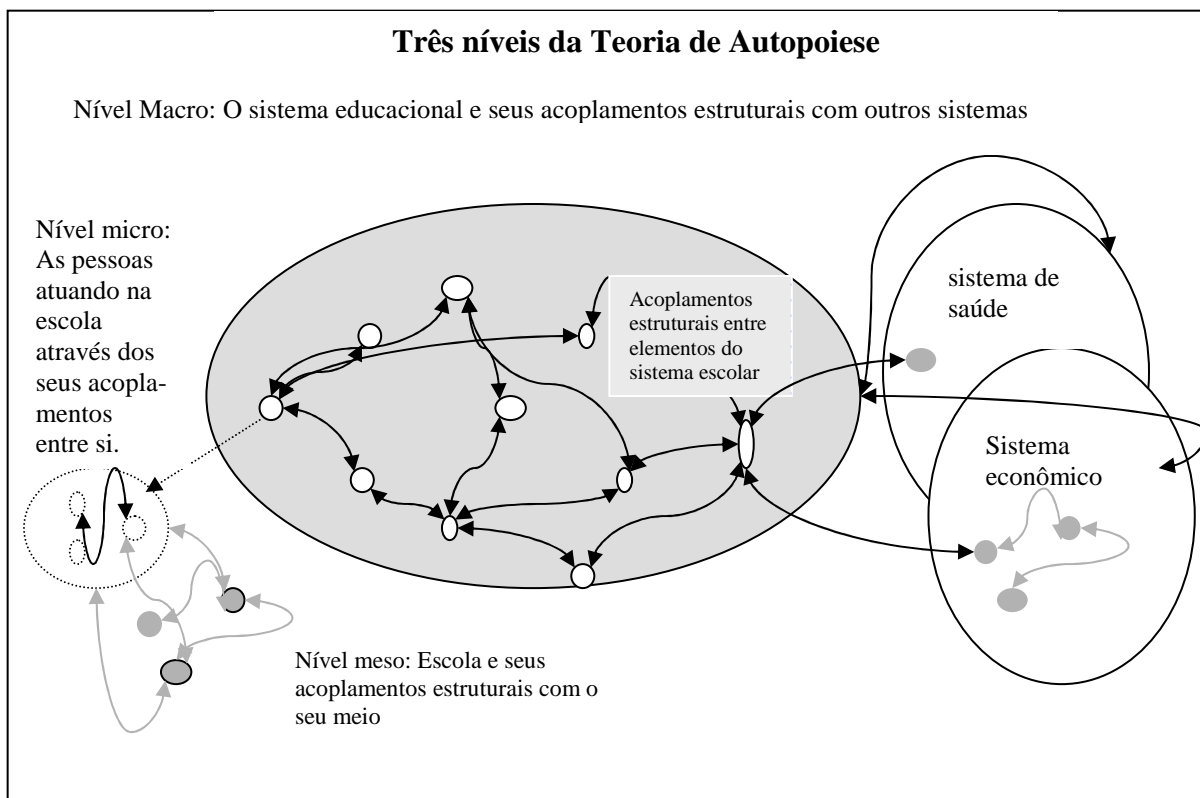 Três níveis da Teoria de Autopoiese
Nível Macro: O sistema educacional e seus acoplamentos estruturais com outros sistemas
Nível micro:
As pessoas
atuando na
escola
através dos
seus acopla-
mentos
entre si.
Acoplamentos
estruturais entre
elementos do
sistema escolar
sistema de
saúde
Sistema
econômico
Nível meso: Escola e seus
acoplamentos estruturais com o
seu meio